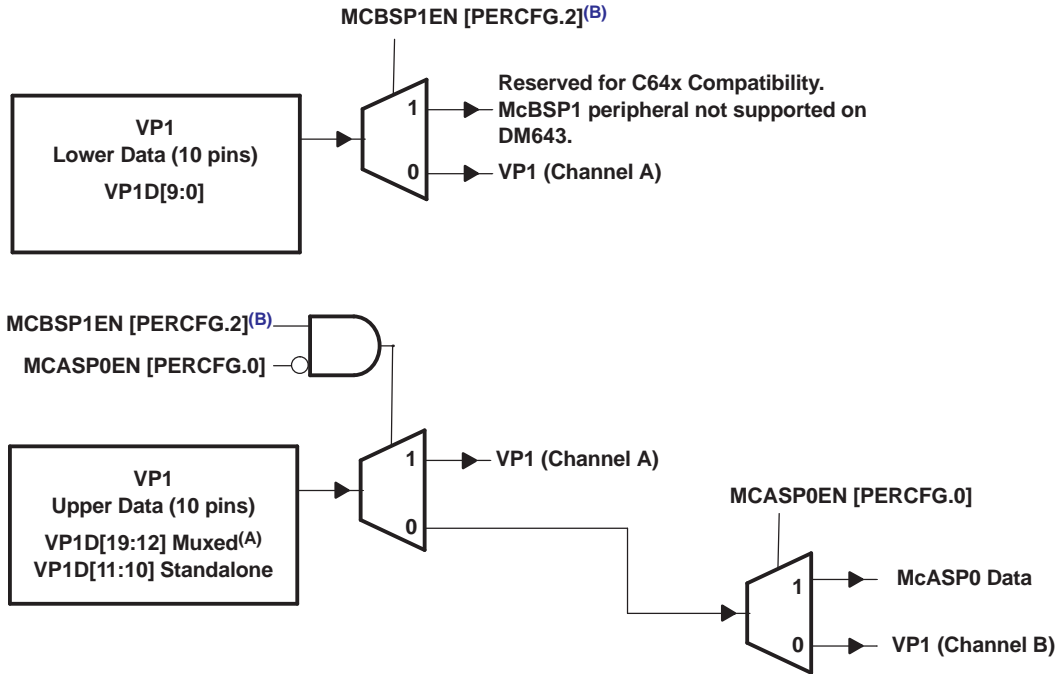 MCBSP1EN [PERCFG.2](B)
VP1
Lower Data (10 pins)
VP1D[9:0]
1
0
Reserved for C64x Compatibility.
McBSP1 peripheral not supported on
DM643.
VP1 (Channel A)
MCBSP1EN [PERCFG.2](B)
MCASP0EN [PERCFG.0]
VP1
Upper Data (10 pins)
VP1D[19:12] Muxed(A)
VP1D[11:10] Standalone
1
0
VP1 (Channel A)
MCASP0EN [PERCFG.0]
1
0
McASP0 Data
VP1 (Channel B)